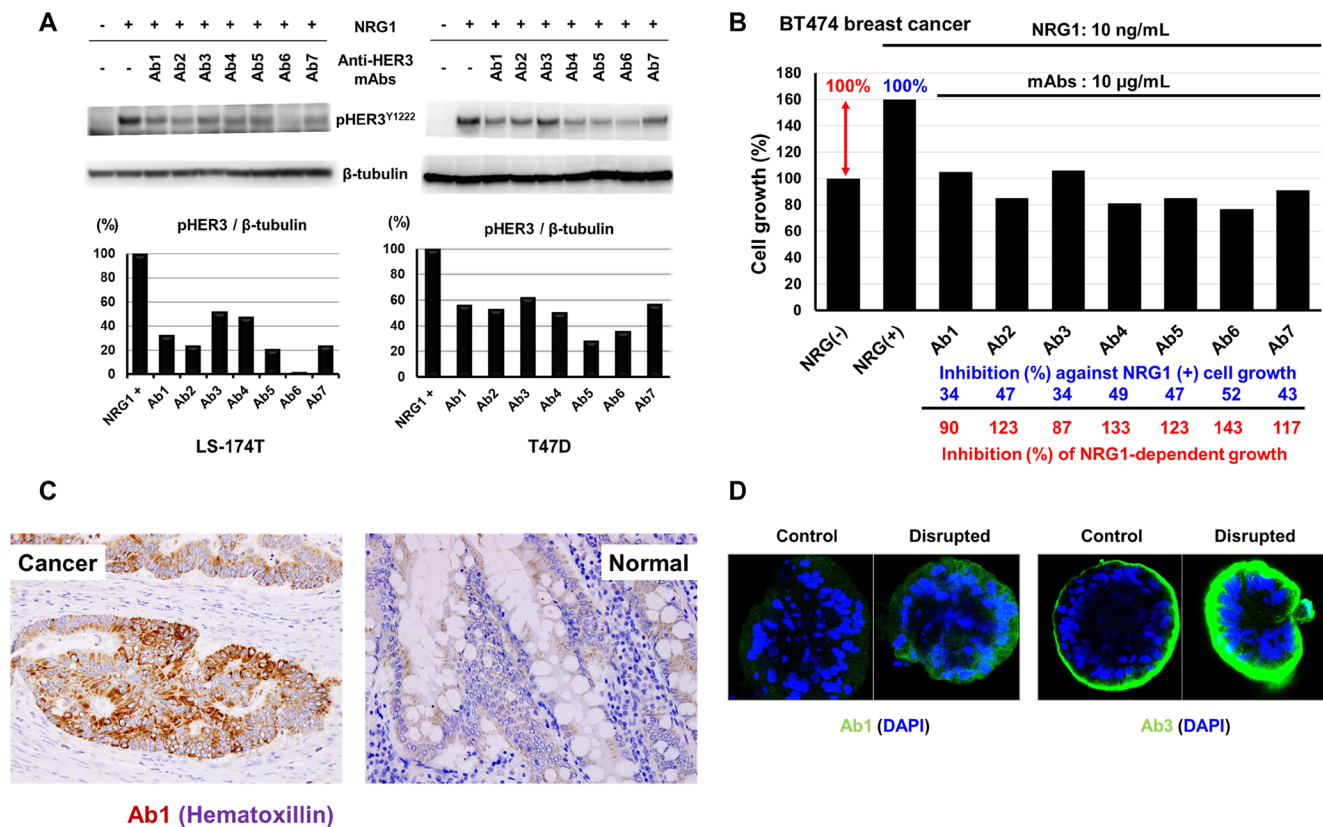 A
- + + + + + + + +
NRG1
- + + + + + + + +
- - Ab1 Ab2 Ab3 Ab4 Ab5 Ab6 Ab7
Anti-HER3
mAbs
- - Ab1 Ab2 Ab3 Ab4 Ab5 Ab6 Ab7
pHER3Y1222
β-tubulin
(%)
pHER3 / β-tubulin
100
80
60
40
20
0
NRG1 + Ab1 Ab2 Ab3 Ab4 Ab5 Ab6 Ab7
LS-174T
(%)
pHER3 / β-tubulin
100
80
60
40
20
0
NRG1 + Ab1 Ab2 Ab3 Ab4 Ab5 Ab6 Ab7
T47D
B
BT474 breast cancer
NRG1: 10 ng/mL
mAbs : 10 µg/mL
100% 100%
Cell growth (%)
180
160
140
120
100
80
60
40
20
0
NRG(-) NRG(+) Ab1 Ab2 Ab3 Ab4 Ab5 Ab6 Ab7
Inhibition (%) against NRG1 (+) cell growth
34 47 34 49 47 52 43
90 123 87 133 123 143 117
Inhibition (%) of NRG1-dependent growth
C
Cancer
Normal
Ab1 (Hematoxillin)
D
Control Disrupted Control Disrupted
Ab1 (DAPI)
Ab3 (DAPI)